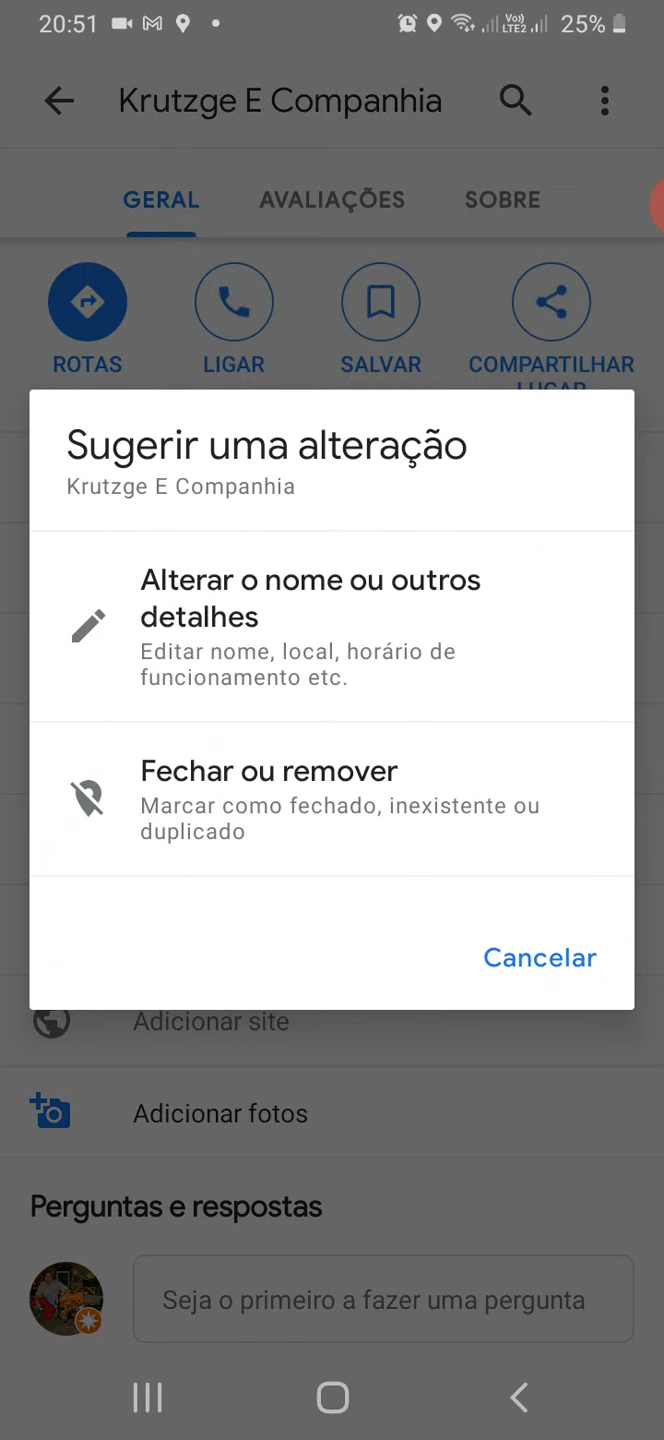 20:51 Vo)) LTE2 25%
Krutzge E Companhia
GERAL AVALIAÇÕES SOBRE
ROTAS LIGAR SALVAR COMPARTILHAR
LUGAR
Sugerir uma alteração
Krutzge E Companhia
Alterar o nome ou outros
detalhes
Editar nome, local, horário de
funcionamento etc.
Fechar ou remover
Marcar como fechado, inexistente ou
duplicado
Cancelar
Adicionar site
Adicionar fotos
Perguntas e respostas
Seja o primeiro a fazer uma pergunta